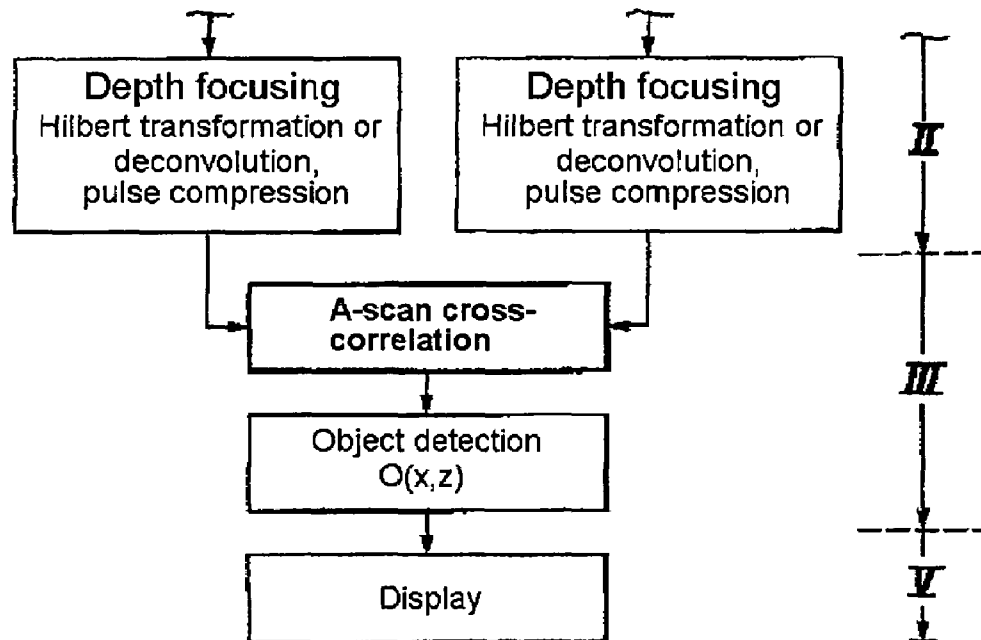 Depth focusing
Hilbert transformation or
deconvolution,
pulse compression
Depth focusing
Hilbert transformation or
deconvolution,
pulse compression
II
A-scan cross-
correlation
III
Object detection
O(x,z)
Display
V